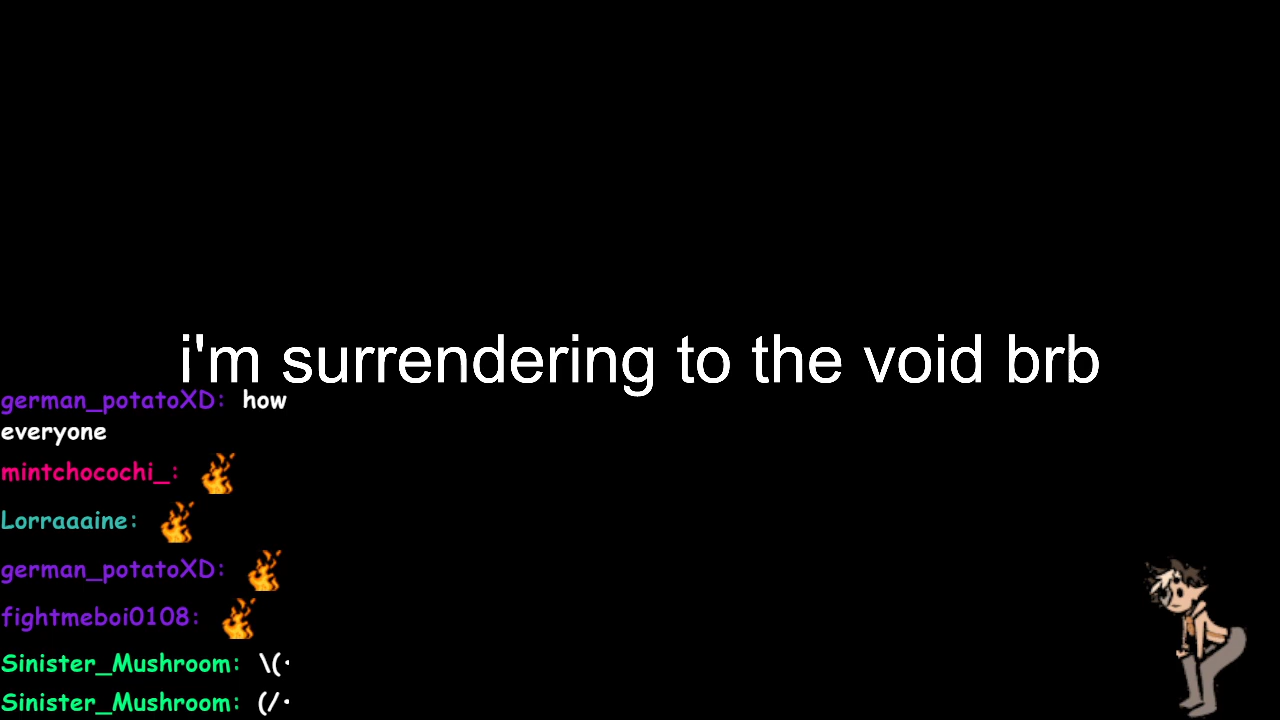 i'm surrendering to the void brb
german_potatoXD: how
everyone
mintchocochi_:
Lorraaaine:
german_potatoXD:
fightmeboi0108:
Sinister_Mushroom: \(·
Sinister_Mushroom: (/·